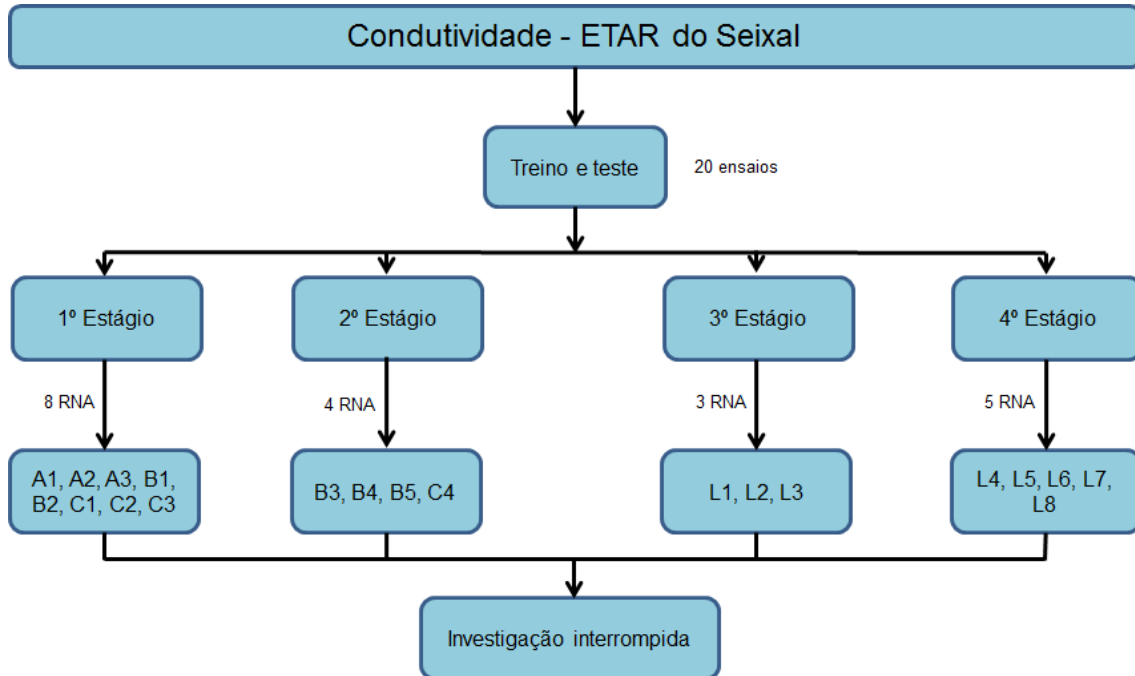 Condutividade - ETAR do Seixal
Treino e teste
20 ensaios
1º Estágio
2º Estágio
3º Estágio
4º Estágio
8 RNA
4 RNA
3 RNA
5 RNA
A1, A2, A3, B1,
B2, C1, C2, C3
B3, B4, B5, C4
L1, L2, L3
L4, L5, L6, L7,
L8
Investigação interrompida